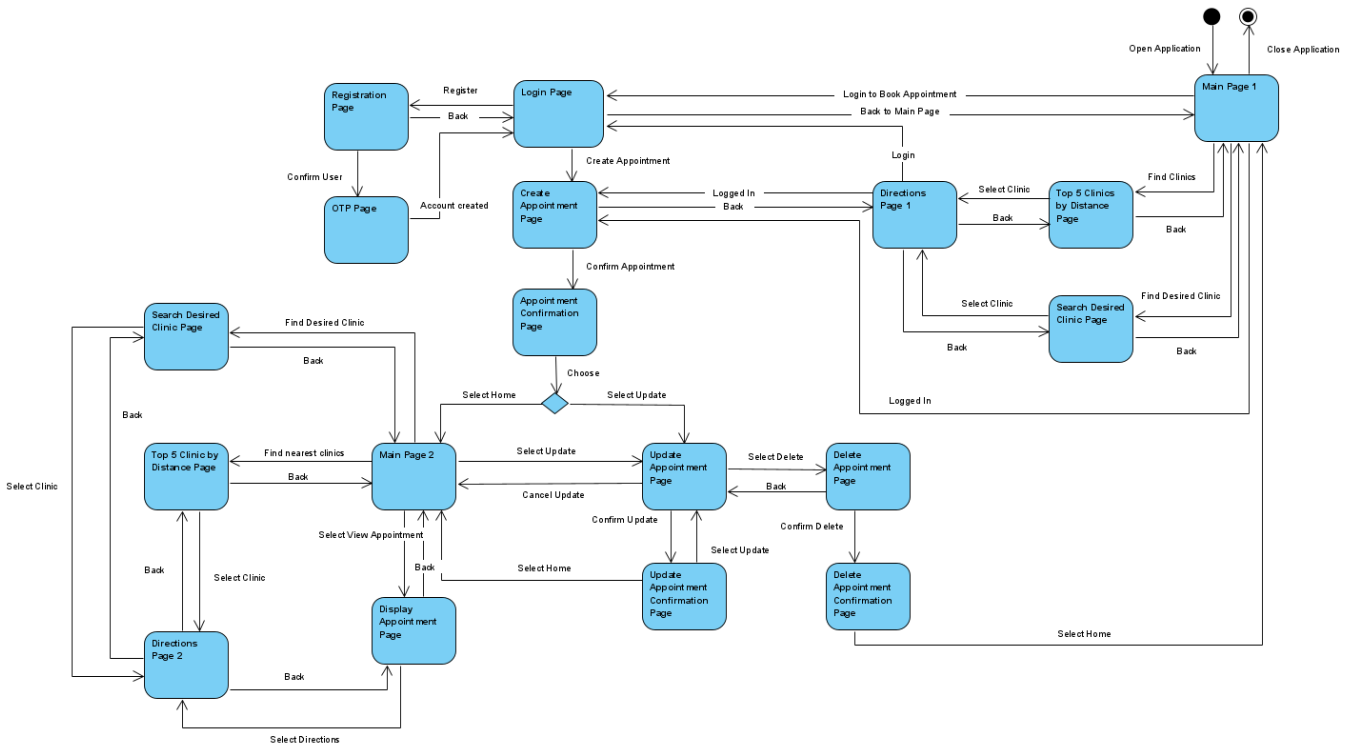 Open Application
Close Application
Registration
Page
Register
Login Page
Login to Book Appointment
Main Page 1
Back
Back to Main Page
Login
Create Appointment
Confirm User
Find Clinics
OTP Page
Account created
Create
Appointment
Page
Logged In
Back
Directions
Page 1
Select Clinic
Back
Top 5 Clinics
by Distance
Page
Back
Confirm Appointment
Appointment
Confirmation
Page
Select Clinic
Search Desired
Clinic Page
Find Desired Clinic
Back
Back
Search Desired
Clinic Page
Find Desired Clinic
Back
Choose
Select Home
Select Update
Logged In
Back
Select Clinic
Top 5 Clinic by
Distance Page
Find nearest clinics
Back
Main Page 2
Select Update
Cancel Update
Update
Appointment
Page
Select Delete
Back
Delete
Appointment
Page
Select View Appointment
Confirm Update
Select Update
Confirm Delete
Back
Select Clinic
Back
Select Home
Update
Appointment
Confirmation
Page
Delete
Appointment
Confirmation
Page
Display
Appointment
Page
Select Home
Directions
Page 2
Back
Select Directions